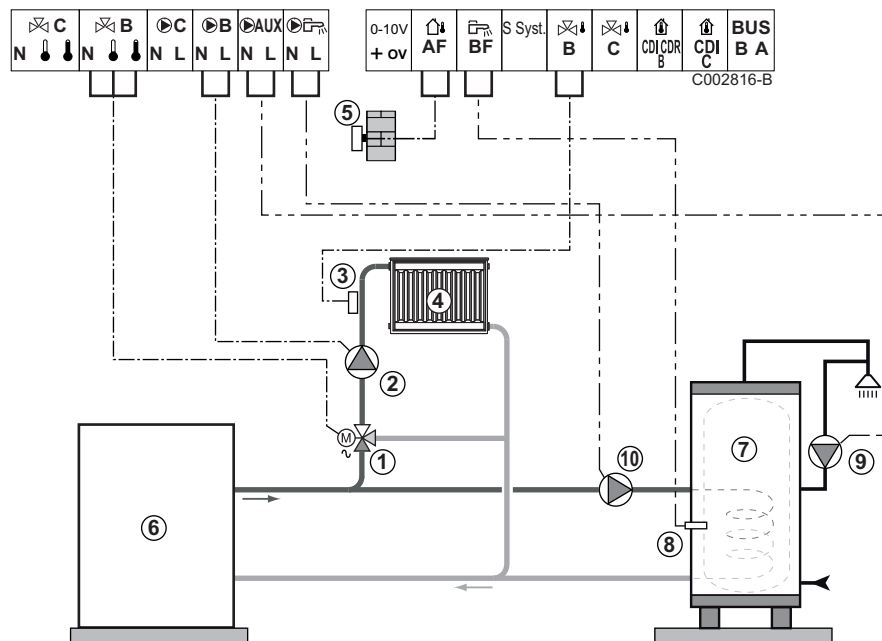 C B C B AUX
N N N L N L N L N L
0-10V S Syst. BUS
+ ov AF BF B C CDI CDR B CDI C B A
C002816-B
5
3
4
2
M
1
10
7
9
6
8